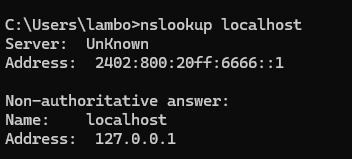 C:\Users\lambo>nslookup localhost
Server:  UnKnown
Address:  2402:800:20ff:6666::1

Non-authoritative answer:
Name:    localhost
Address:  127.0.0.1